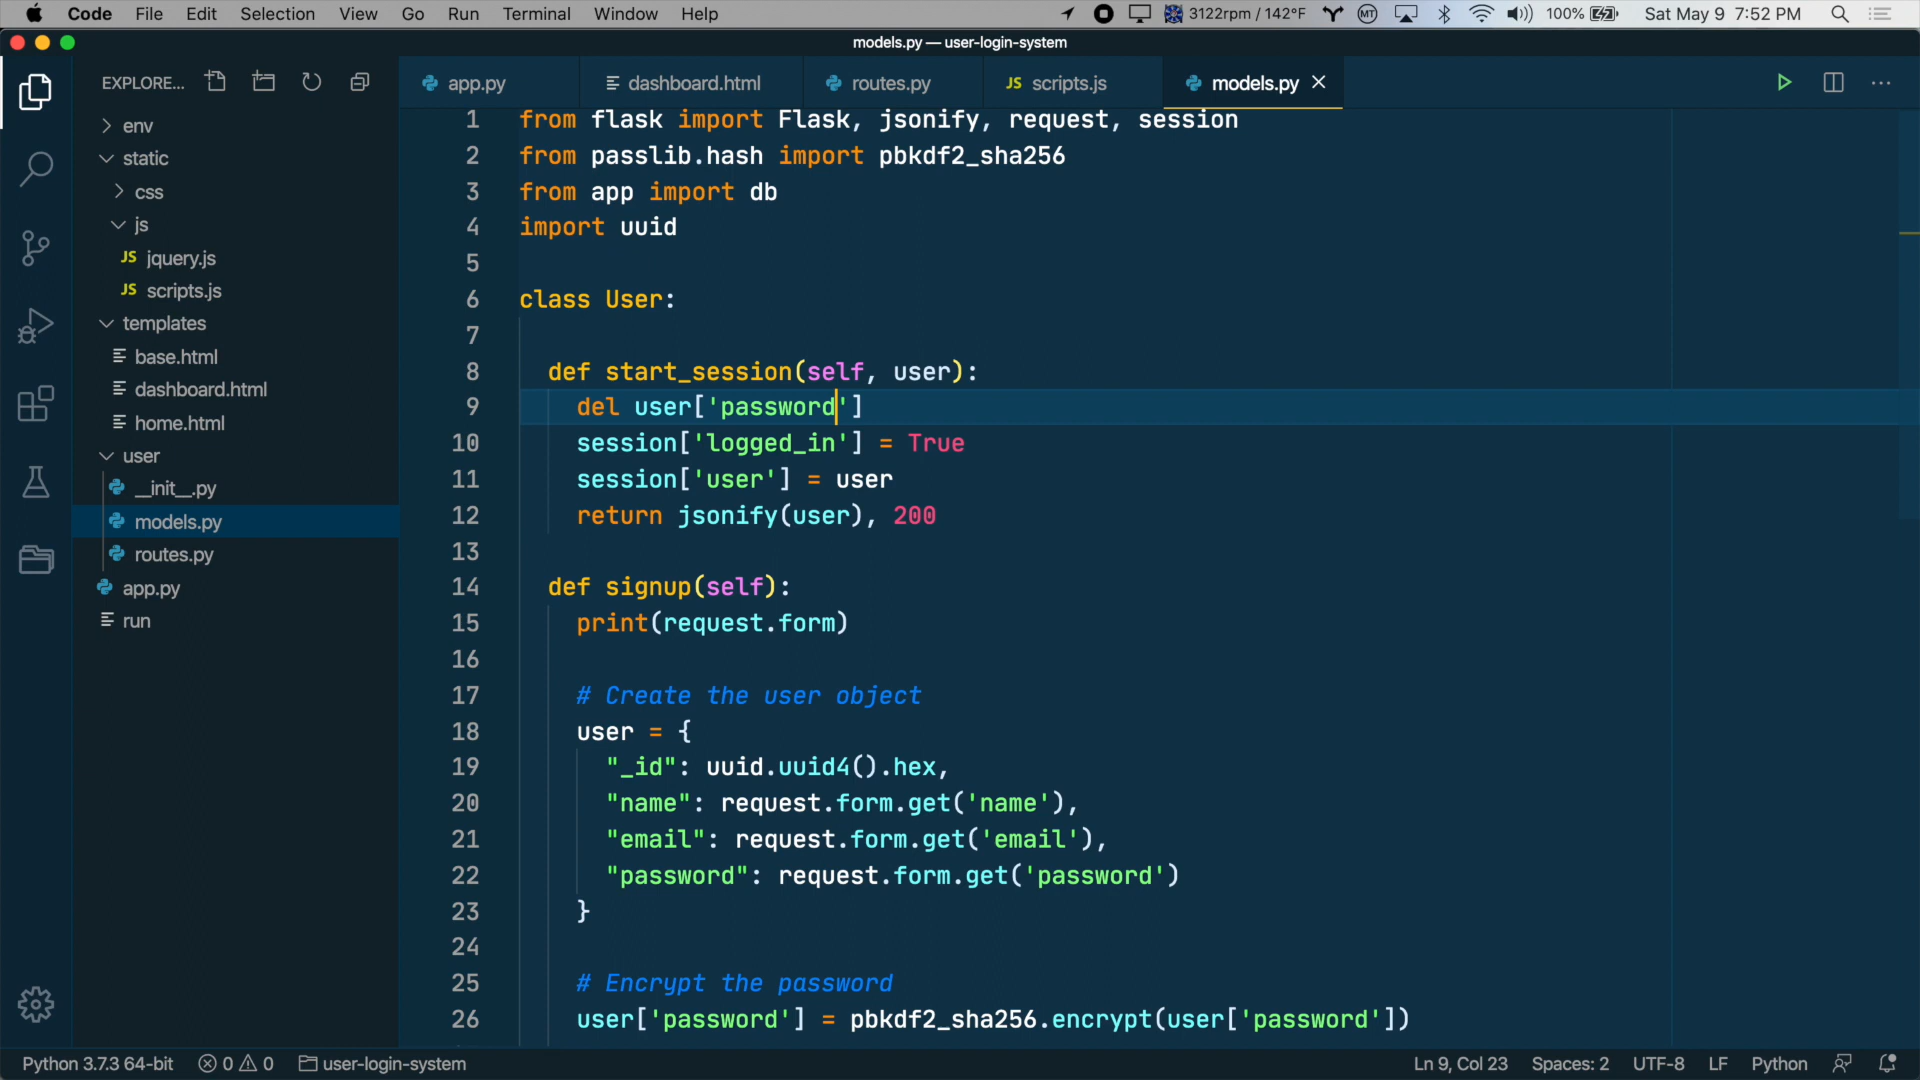 Code File Edit Selection View Go Run Terminal Window Help 3122rpm / 142°F MT 100% Sat May 9 7:52 PM
models.py — user-login-system
EXPLORE...
app.py dashboard.html routes.py JS scripts.js models.py
env
static
css
js
JS jquery.js
JS scripts.js
templates
base.html
dashboard.html
home.html
user
__init__.py
models.py
routes.py
app.py
run
1 from flask import Flask, jsonify, request, session
2 from passlib.hash import pbkdf2_sha256
3 from app import db
4 import uuid
5
6 class User:
7
8 def start_session(self, user):
9 del user['password']
10 session['logged_in'] = True
11 session['user'] = user
12 return jsonify(user), 200
13
14 def signup(self):
15 print(request.form)
16
17 # Create the user object
18 user = {
19 "_id": uuid.uuid4().hex,
20 "name": request.form.get('name'),
21 "email": request.form.get('email'),
22 "password": request.form.get('password')
23 }
24
25 # Encrypt the password
26 user['password'] = pbkdf2_sha256.encrypt(user['password'])
Python 3.7.3 64-bit 0 0 user-login-system Ln 9, Col 23 Spaces: 2 UTF-8 LF Python